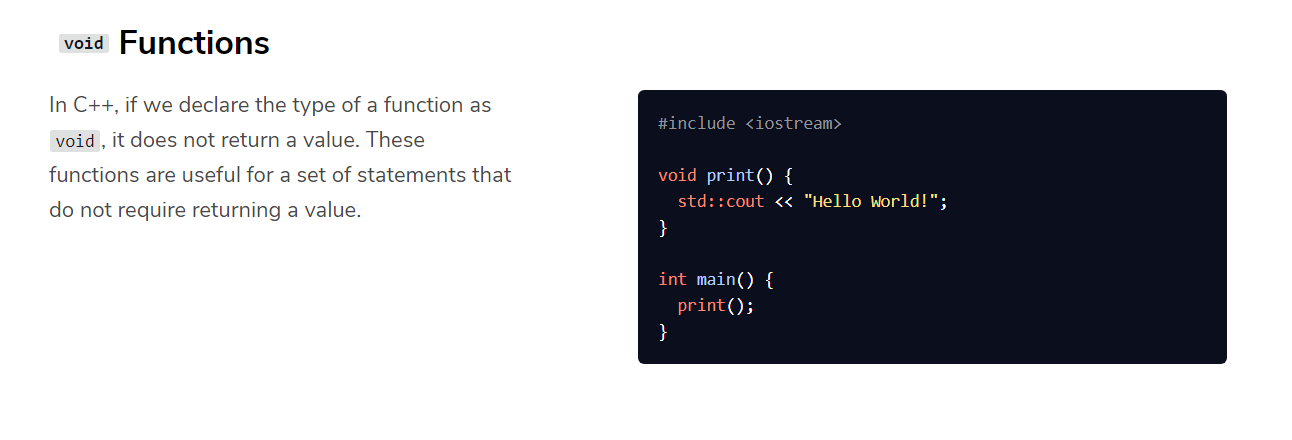 void Functions
In C++, if we declare the type of a function as
void, it does not return a value. These
functions are useful for a set of statements that
do not require returning a value.
#include <iostream>
void print() {
  std::cout << "Hello World!";
}
int main() {
  print();
}